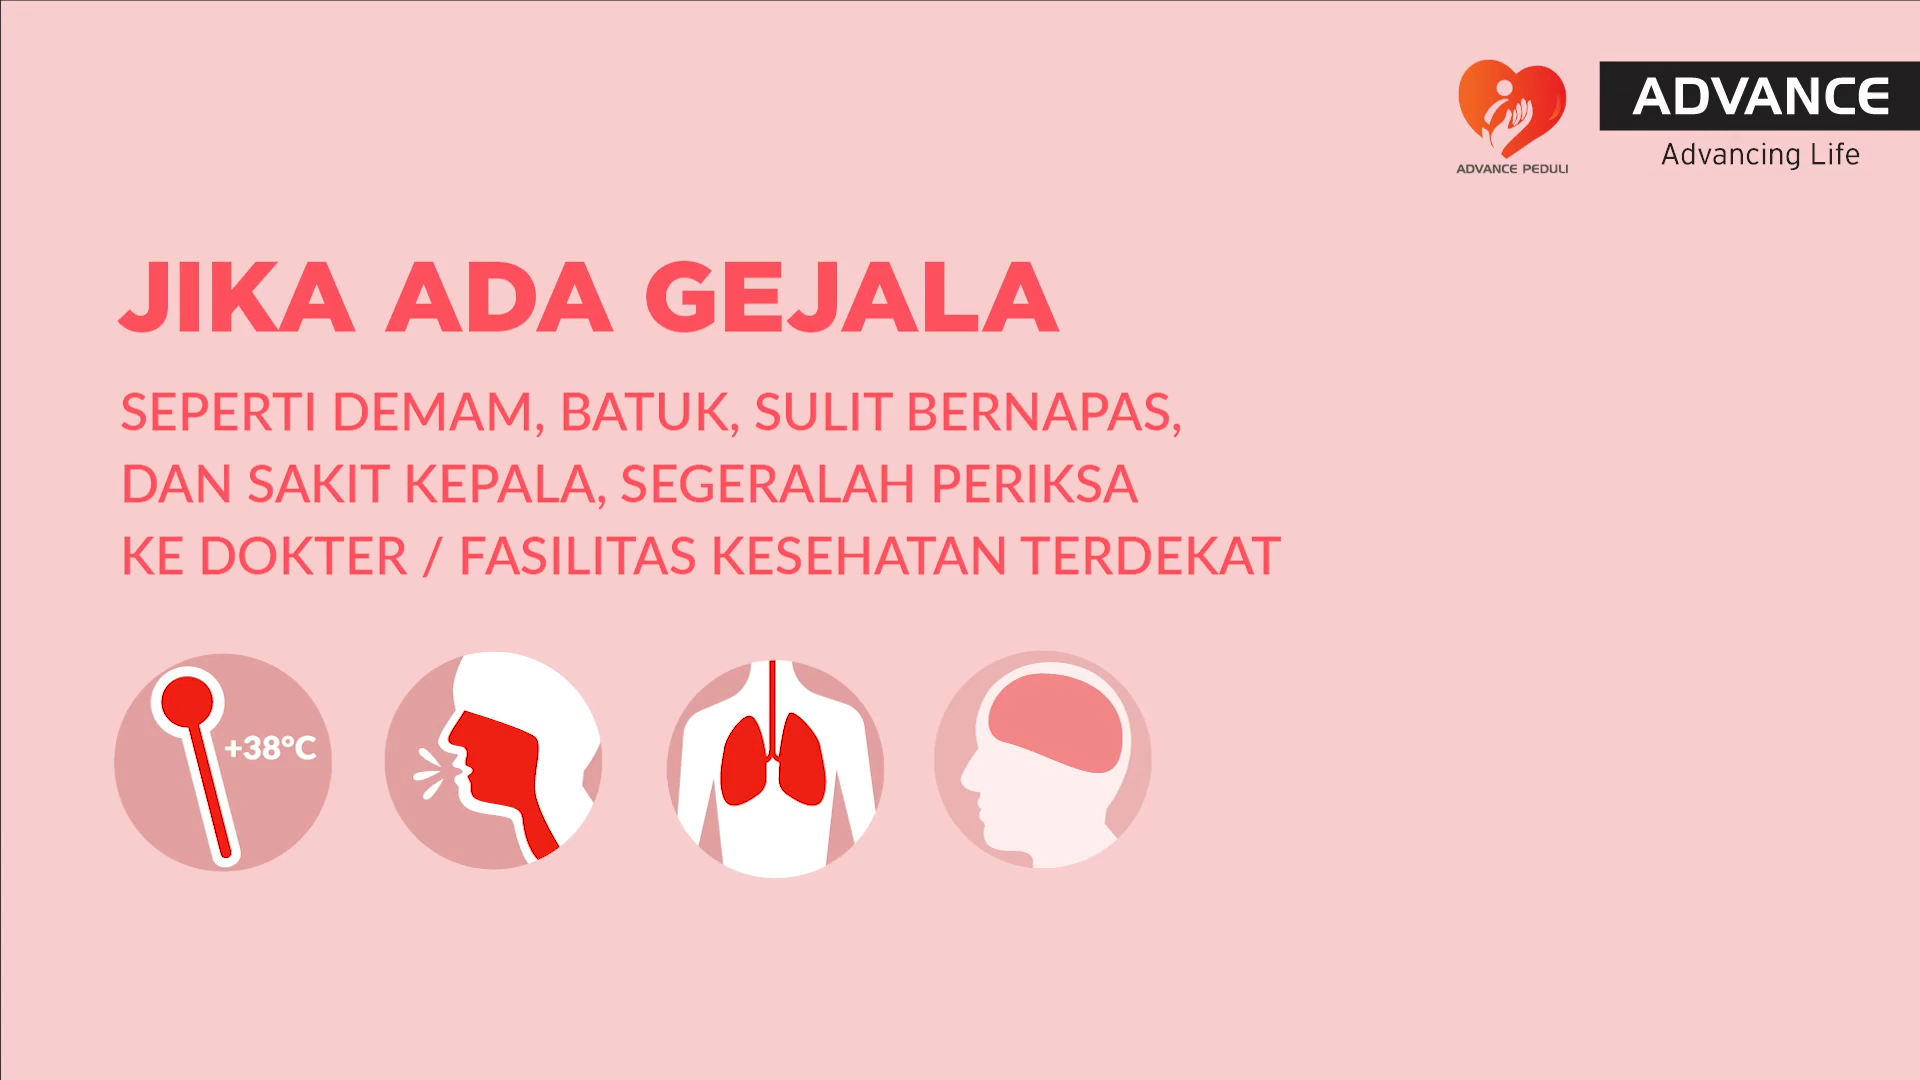 ADVANCE PEDULI
ADVANCE
Advancing Life
JIKA ADA GEJALA
SEPERTI DEMAM, BATUK, SULIT BERNAPAS,
DAN SAKIT KEPALA, SEGERALAH PERIKSA
KE DOKTER / FASILITAS KESEHATAN TERDEKAT
+38°C